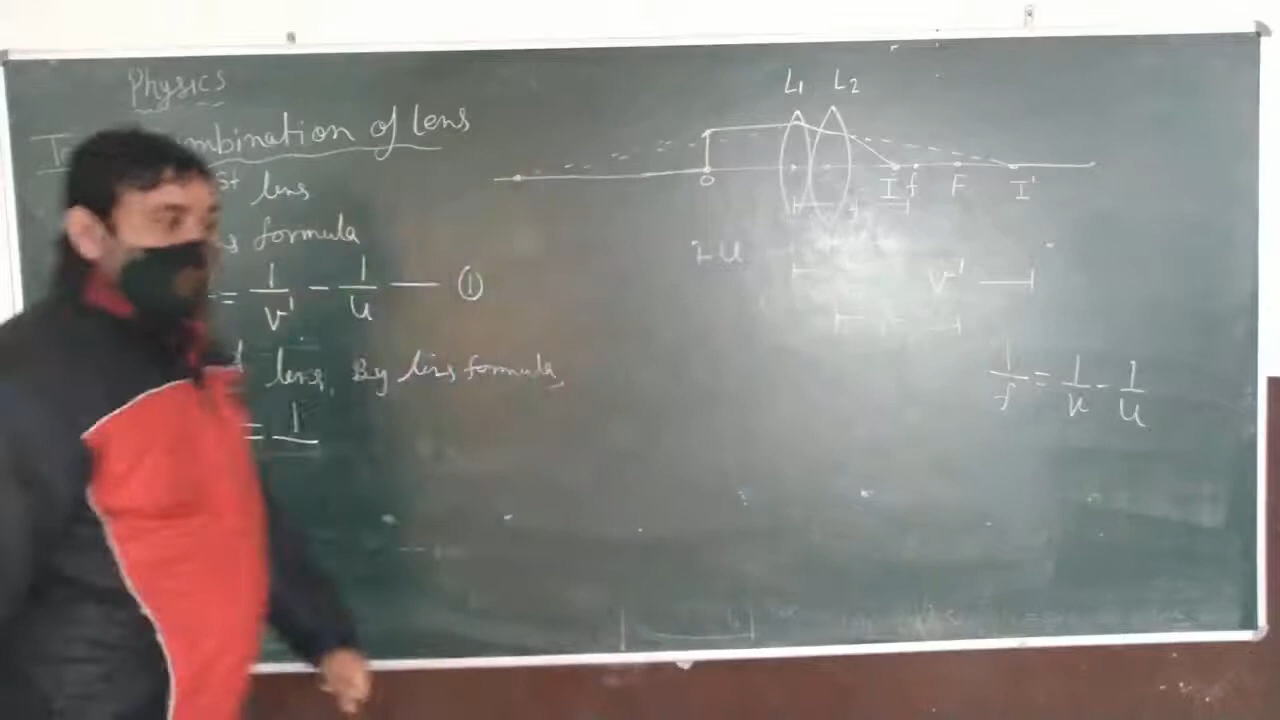 Physics
combination of lens
st lens
formula
= 1/v' - 1/u — ①
lens, By lens formula,
= 1
L1 L2
O I f F I'
-u
v'
1/f = 1/v - 1/u